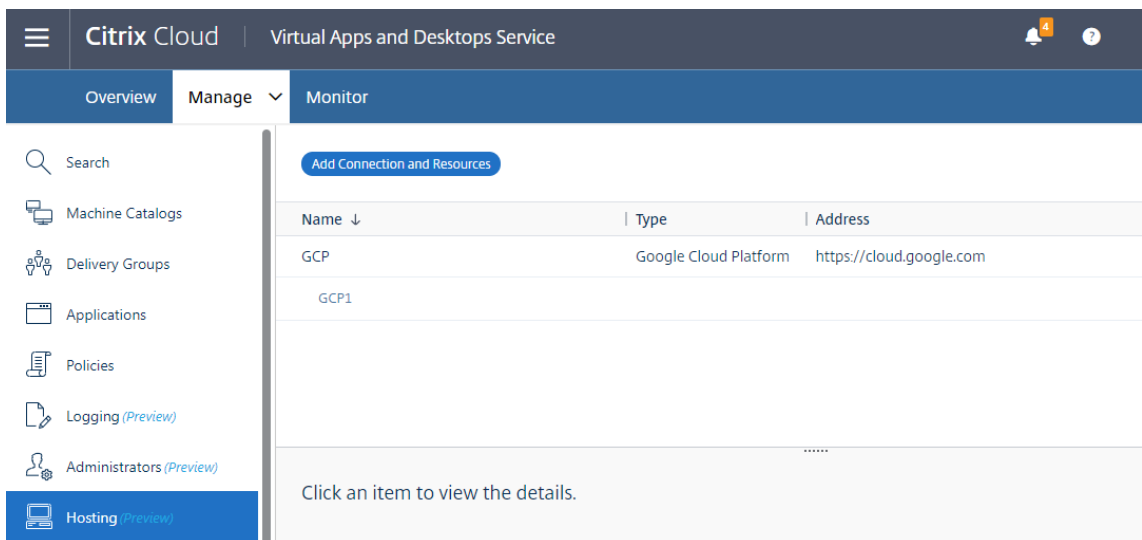 Citrix Cloud | Virtual Apps and Desktops Service 4 ?
Overview Manage Monitor
Search
Add Connection and Resources
Machine Catalogs
Name ↓ Type Address
Delivery Groups
GCP Google Cloud Platform https://cloud.google.com
GCP1
Applications
Policies
Logging (Preview)
Administrators (Preview)
Click an item to view the details.
Hosting (Preview)